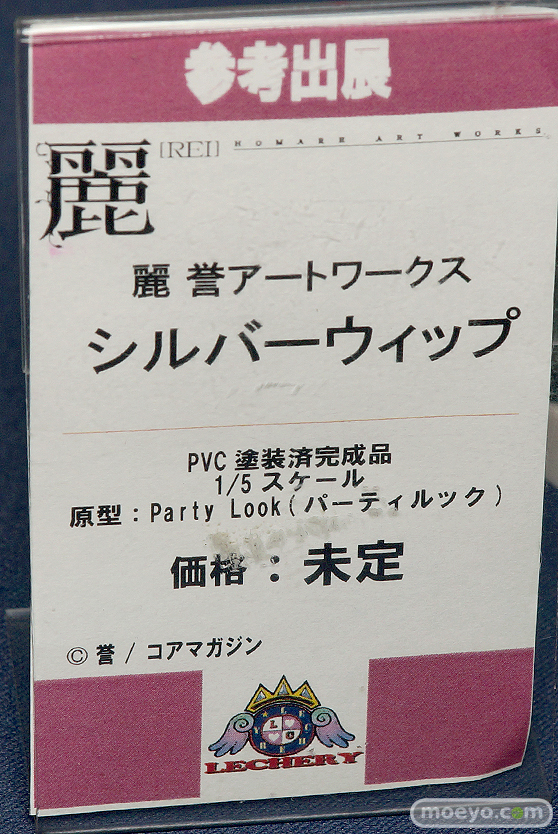 参考出展
麗 [REI] HOMARE ART WORKS
麗 誉アートワークス
シルバーウィップ
PVC 塗装済完成品
1/5 スケール
原型：Party Look(パーティルック)
価格：未定
© 誉 / コアマガジン
LECHERY
moeyo.com